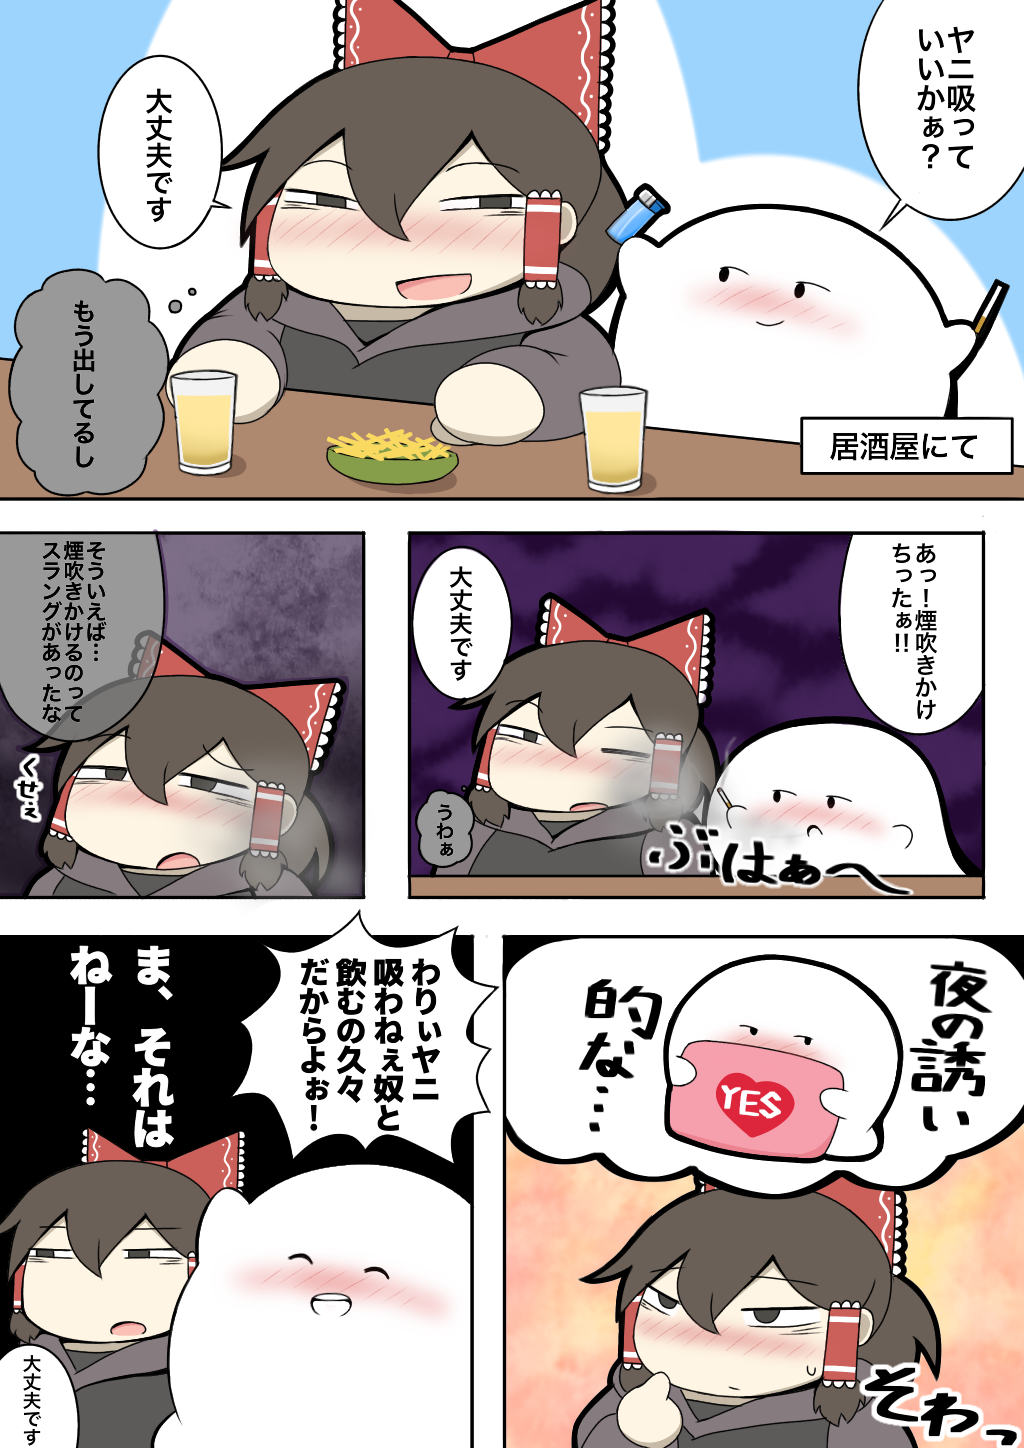 ヤニ吸って
いいかぁ？
大丈夫です
もう出してるし
居酒屋にて
あっ！煙吹きかけ
ちったぁ!!
大丈夫です
うわぁ
ぶはぁーへ
そういえば…
煙吹きかけるのって
スラングがあったな
くせぇ
夜の誘い
的な…
YES
そわっ
わりぃヤニ
吸わねぇ奴と
飲むの久々
だからよぉ！
ま、それは
ねーな…
大丈夫です